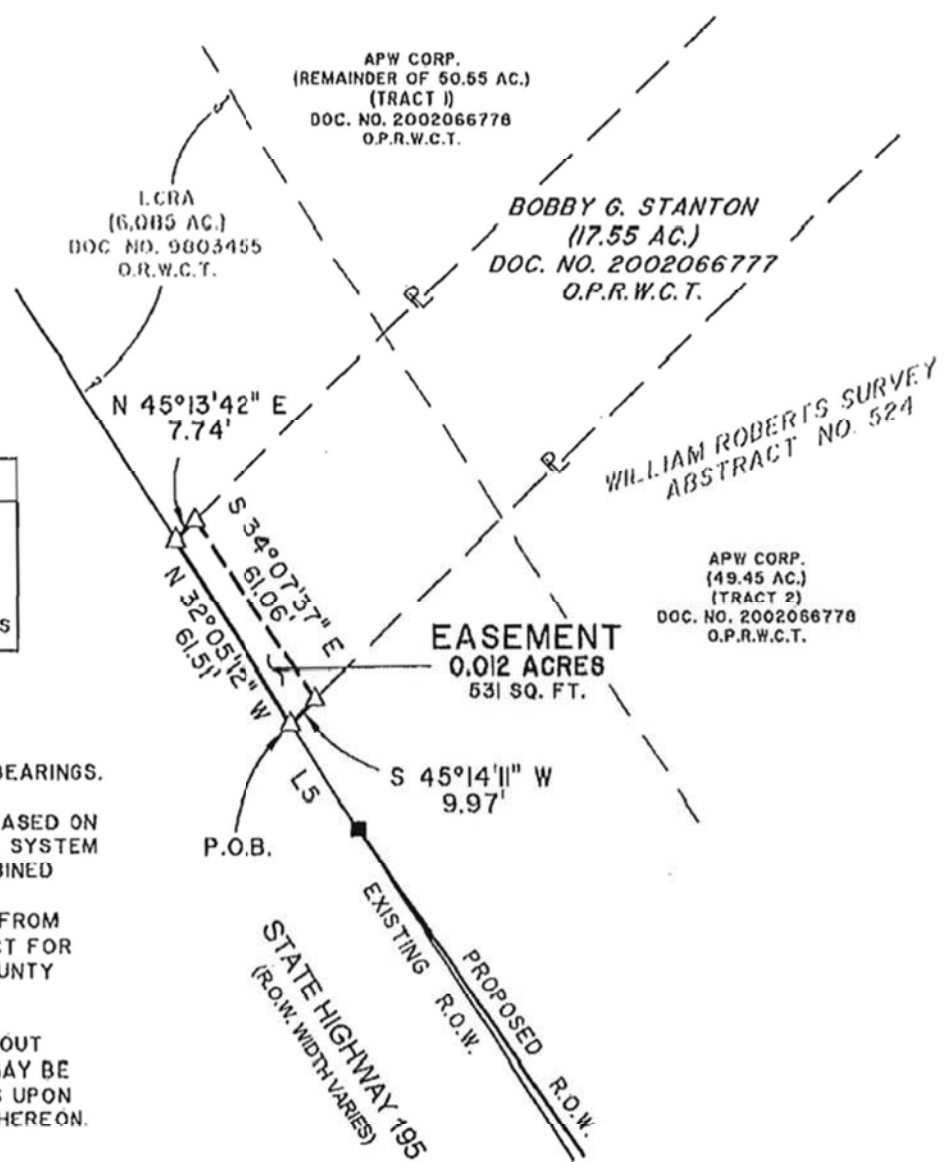 APW CORP.
(REMAINDER OF 50.55 AC.)
(TRACT 1)
DOC. NO. 2002066778
O.P.R.W.C.T.
LCRA
(6.085 AC.)
DOC NO. 9803455
O.R.W.C.T.
BOBBY G. STANTON
(17.55 AC.)
DOC. NO. 2002066777
O.P.R.W.C.T.
PL
PL
WILLIAM ROBERTS SURVEY
ABSTRACT NO. 524
N 45°13'42" E
7.74'
S 34°07'37" E
61.06'
N 32°05'12" W
61.51'
APW CORP.
(49.45 AC.)
(TRACT 2)
DOC. NO. 2002066778
O.P.R.W.C.T.
EASEMENT
0.012 ACRES
531 SQ. FT.
S 45°14'11" W
9.97'
L5
P.O.B.
S
BEARINGS.
ASED ON
SYSTEM
BINED
FROM
CT FOR
UNTY
OUT
MAY BE
S UPON
HEREON.
EXISTING R.O.W.
PROPOSED R.O.W.
STATE HIGHWAY 195
(R.O.W. WIDTH VARIES)